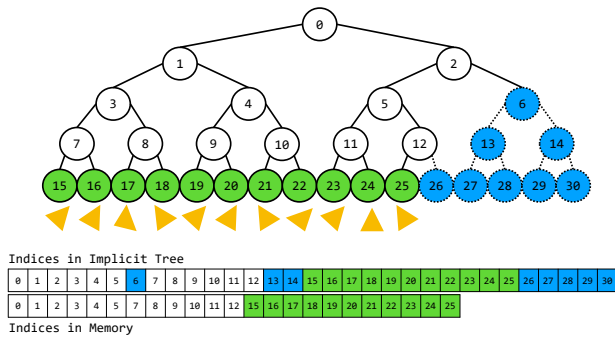 0
1 2
3 4 5 6
7 8 9 10 11 12 13 14
15 16 17 18 19 20 21 22 23 24 25 26 27 28 29 30
Indices in Implicit Tree
0 1 2 3 4 5 6 7 8 9 10 11 12 13 14 15 16 17 18 19 20 21 22 23 24 25 26 27 28 29 30
0 1 2 3 4 5 7 8 9 10 11 12 15 16 17 18 19 20 21 22 23 24 25
Indices in Memory